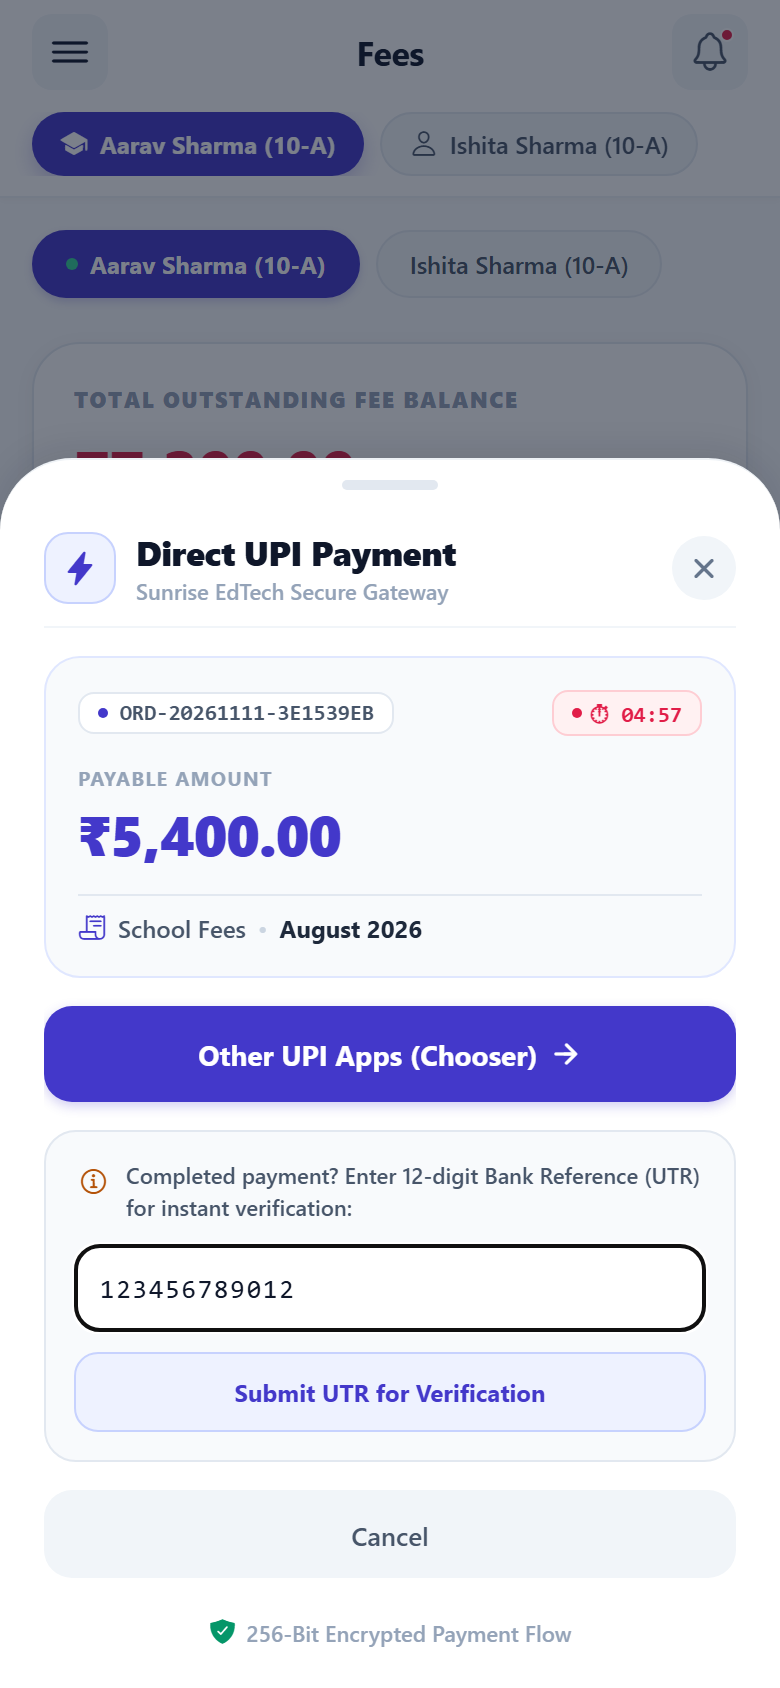 Fees
Aarav Sharma (10-A)
Ishita Sharma (10-A)
Aarav Sharma (10-A)
Ishita Sharma (10-A)
TOTAL OUTSTANDING FEE BALANCE
Direct UPI Payment
Sunrise EdTech Secure Gateway
ORD-20261111-3E1539EB
04:57
PAYABLE AMOUNT
₹5,400.00
School Fees • August 2026
Other UPI Apps (Chooser) →
Completed payment? Enter 12-digit Bank Reference (UTR)
for instant verification:
123456789012
Submit UTR for Verification
Cancel
256-Bit Encrypted Payment Flow